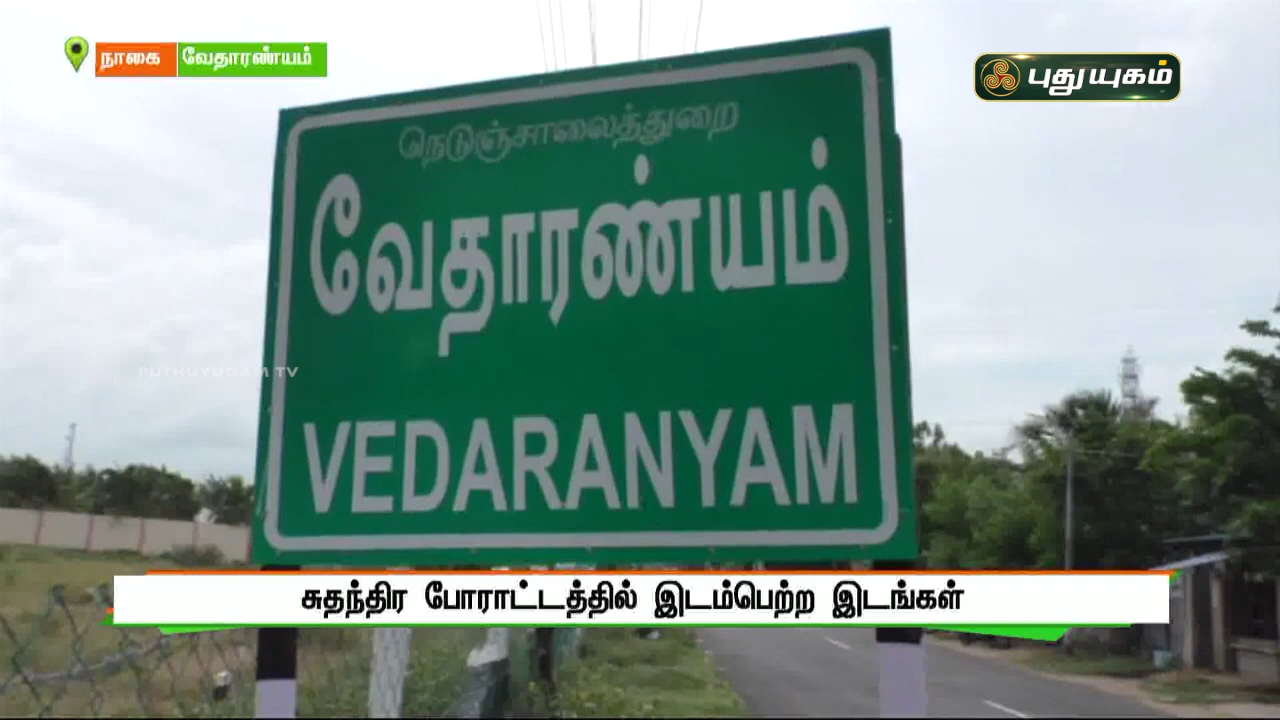 நாகை வேதாரண்யம்
புதுயுகம்
நெடுஞ்சாலைத்துறை
வேதாரண்யம்
PUTHUYUGAM TV
VEDARANYAM
சுதந்திர போராட்டத்தில் இடம்பெற்ற இடங்கள்